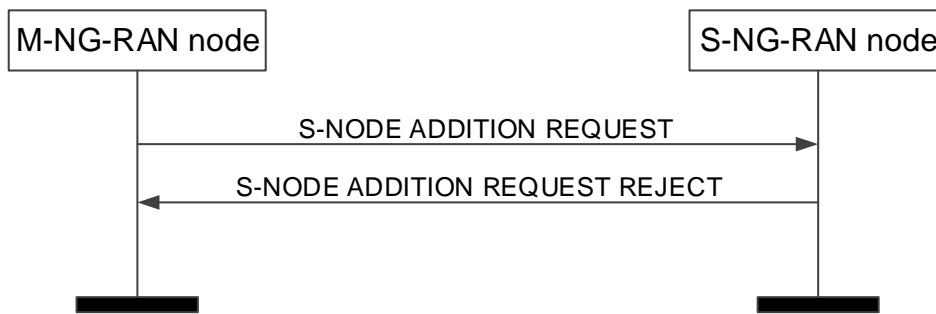 M-NG-RAN node
S-NG-RAN node
S-NODE ADDITION REQUEST
S-NODE ADDITION REQUEST REJECT